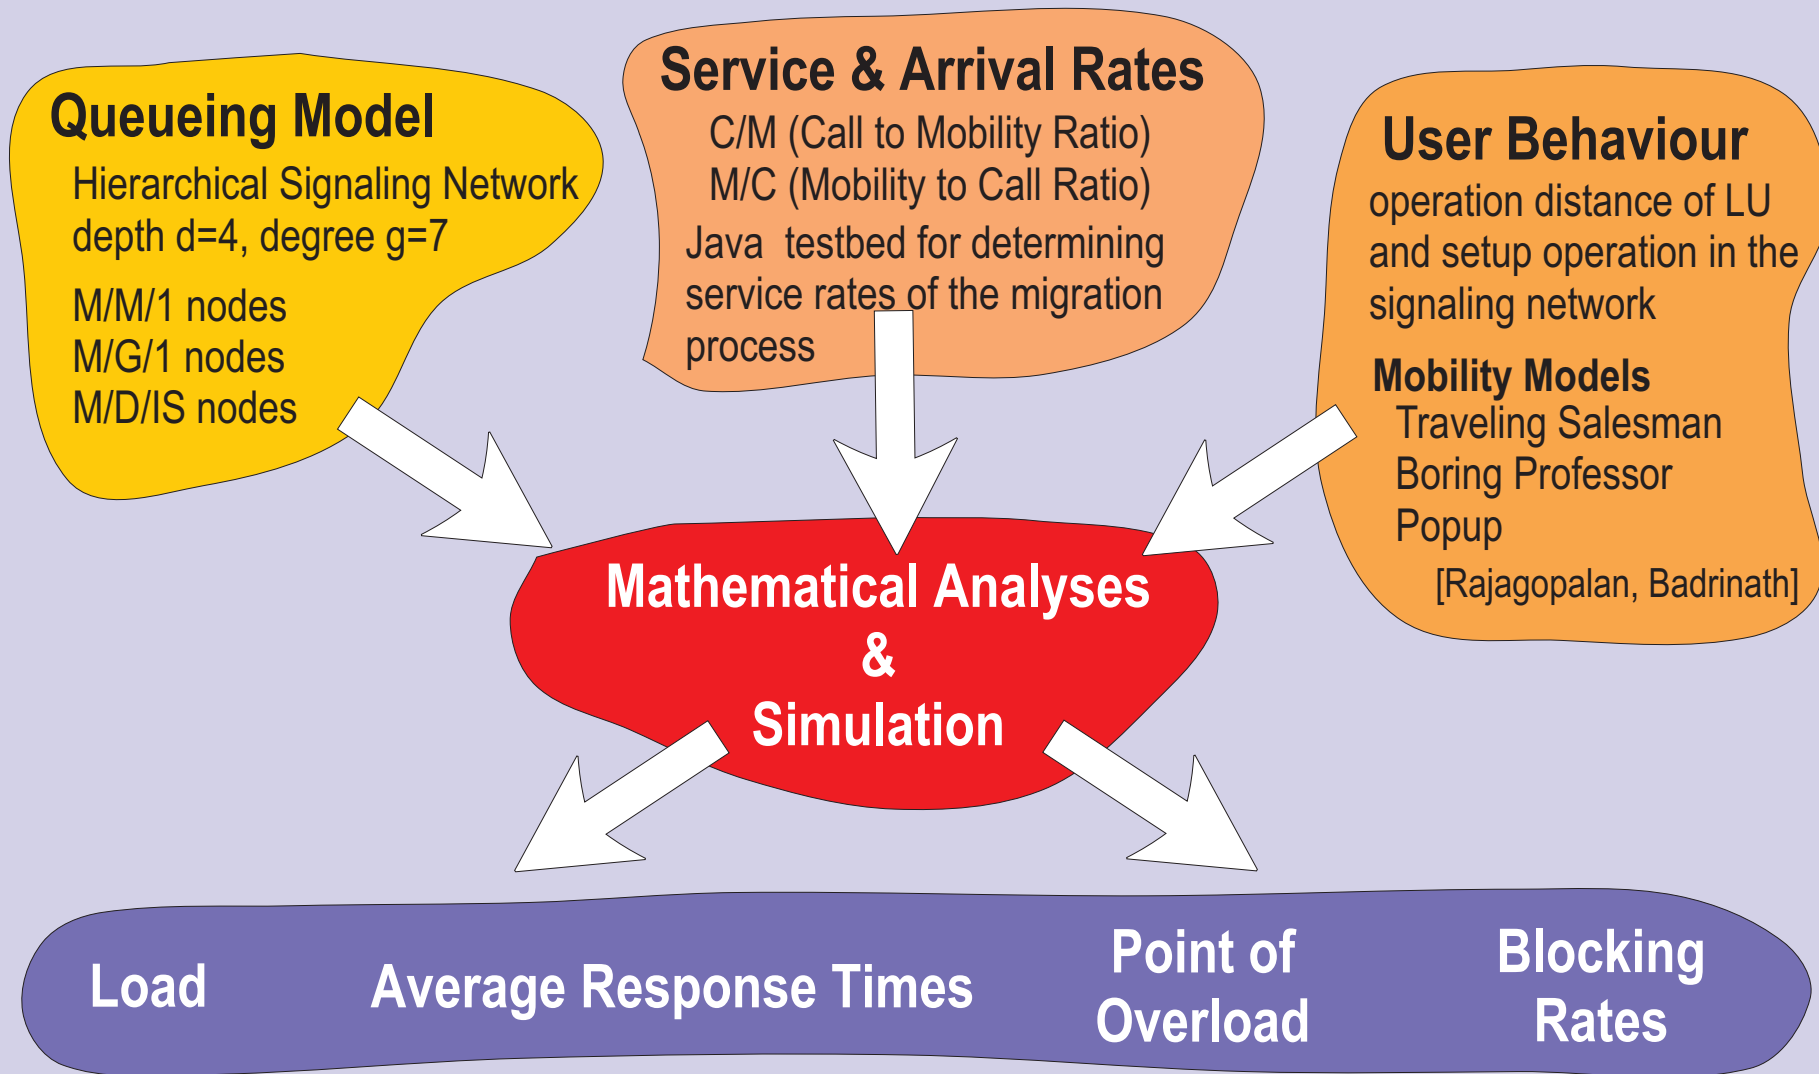 Queueing Model
Hierarchical Signaling Network
depth d=4, degree g=7
M/M/1 nodes
M/G/1 nodes
M/D/IS nodes
Service & Arrival Rates
C/M (Call to Mobility Ratio)
M/C (Mobility to Call Ratio)
Java testbed for determining
service rates of the migration
process
User Behaviour
operation distance of LU
and setup operation in the
signaling network
Mobility Models
Traveling Salesman
Boring Professor
Popup
[Rajagopalan, Badrinath]
Mathematical Analyses
&
Simulation
Load
Average Response Times
Point of
Overload
Blocking
Rates